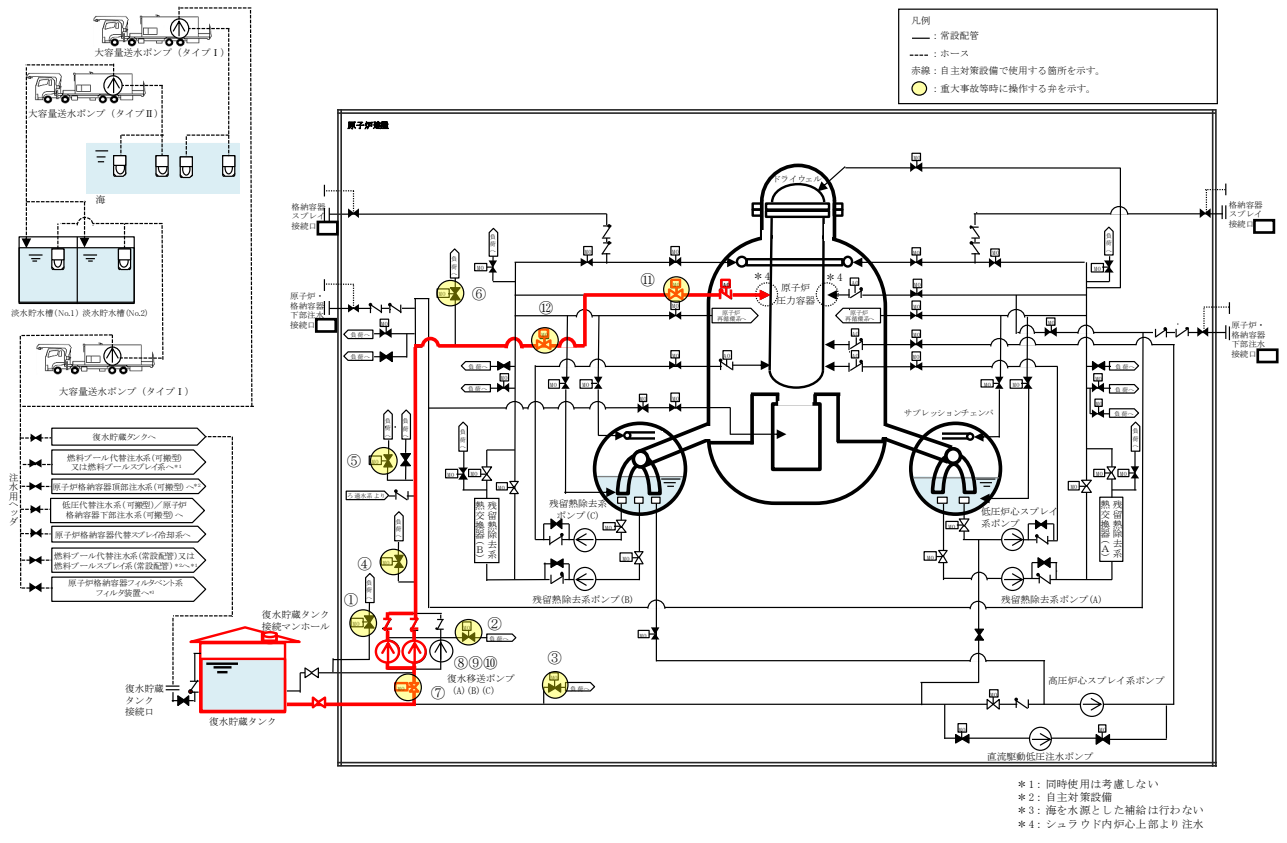 大容量送水ポンプ (タイプⅠ)
大容量送水ポンプ (タイプⅡ)
海
淡水貯水槽(No.1)
淡水貯水槽(No.2)
大容量送水ポンプ (タイプⅠ)
注水用ヘッダ
復水貯蔵タンクへ
燃料プール代替注水系(可搬型)
又は燃料プールスプレイ系へ*¹
原子炉格納容器頂部注水系(可搬型)へ*²
低圧代替注水系(可搬型)／原子炉
格納容器下部注水系(可搬型)へ
原子炉格納容器代替スプレイ冷却系へ
燃料プール代替注水系(常設配管)又は
原子炉格納容器フィルタベント系
復水貯蔵タンク
接続マンホール
復水貯蔵
タンク
接続口
復水貯蔵タンク
凡例
：常設配管
：ホース
赤線：自主対策設備で使用する箇所を示す。
：重大事故等時に操作する弁を示す。
原子炉建屋
格納容器
スプレイ
接続口
原子炉・
格納容器
下部注水
接続口
ドライウェル
＊4
原子炉
圧力容器
＊4
原子炉
再循環系へ
原子炉
再循環系へ
格納容器
スプレイ
接続口
原子炉・
格納容器
下部注水
接続口
サプレッションチェンバ
⑪
⑫
⑥
⑤
④
①
②
⑧⑨⑩
復水移送ポンプ
(A)(B)(C)
⑦
③
ろ過水系より
負荷へ
残留熱除去系
熱交換器(B)
残留熱除去系
ポンプ(C)
残留熱除去系ポンプ(B)
低圧炉心スプレイ
系ポンプ
残留熱除去系
熱交換器(A)
残留熱除去系ポンプ(A)
高圧炉心スプレイ系ポンプ
直流駆動低圧注水ポンプ
＊1：同時使用は考慮しない
＊2：自主対策設備
＊3：海を水源とした補給は行わない
＊4：シュラウド内炉心上部より注水